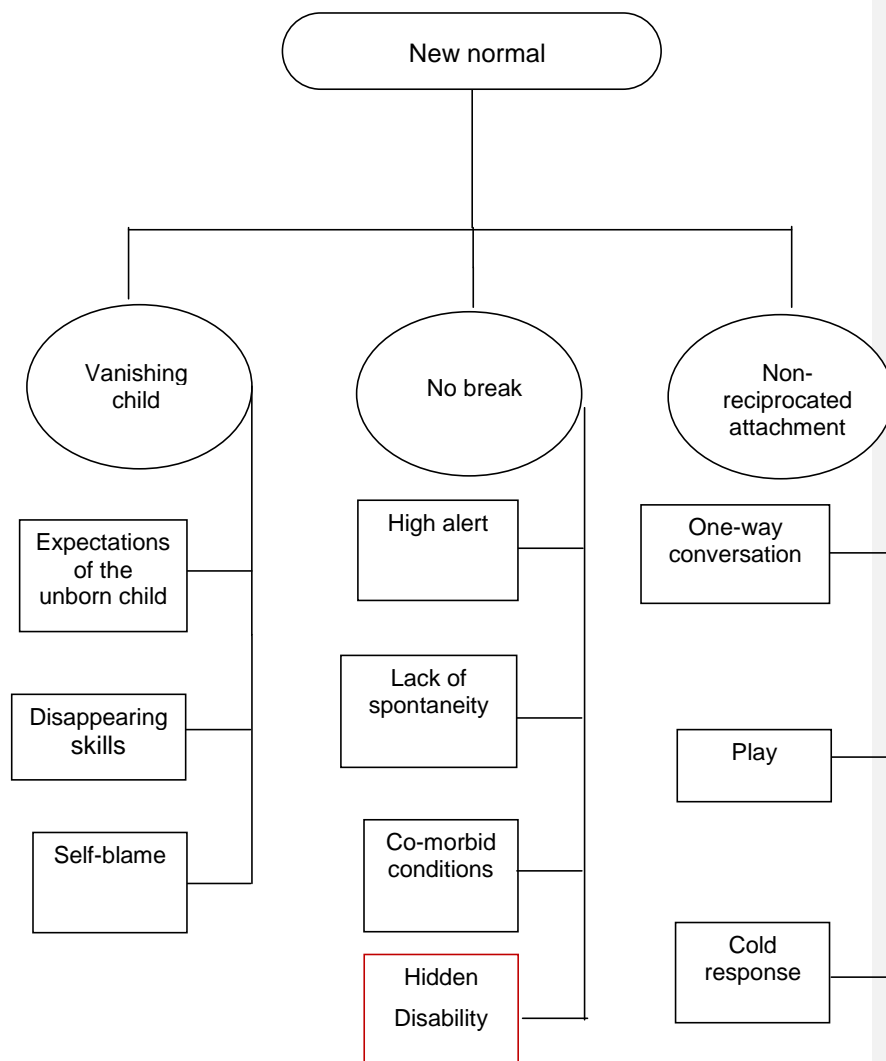 New normal
Vanishing
child
No break
Non-
reciprocated
attachment
Expectations
of the
unborn child
Disappearing
skills
Self-blame
High alert
Lack of
spontaneity
Co-morbid
conditions
Hidden
Disability
One-way
conversation
Play
Cold
response